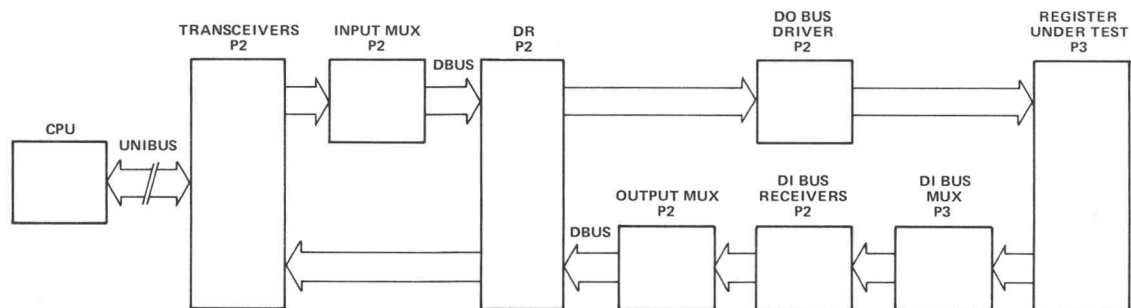 TRANSCEIVERS
P2
INPUT MUX
P2
DR
P2
DO BUS
DRIVER
P2
REGISTER
UNDER TEST
P3
DBUS
CPU
UNIBUS
OUTPUT MUX
P2
DI BUS
RECEIVERS
P2
DI BUS
MUX
P3
DBUS